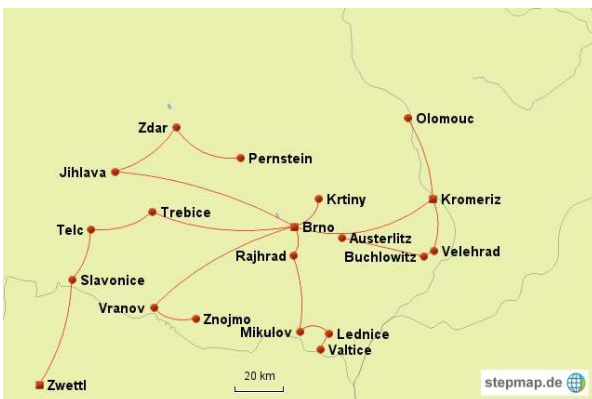 Olomouc
Zdar
Pernstein
Jihlava
Krtiny
Kromeriz
Trebice
Telc
Brno
Austerlitz
Rajhrad
Buchlowitz
Velehrad
Slavonice
Vranov
Znojmo
Mikulov
Lednice
Valtice
20 km
Zwettl
stepmap.de